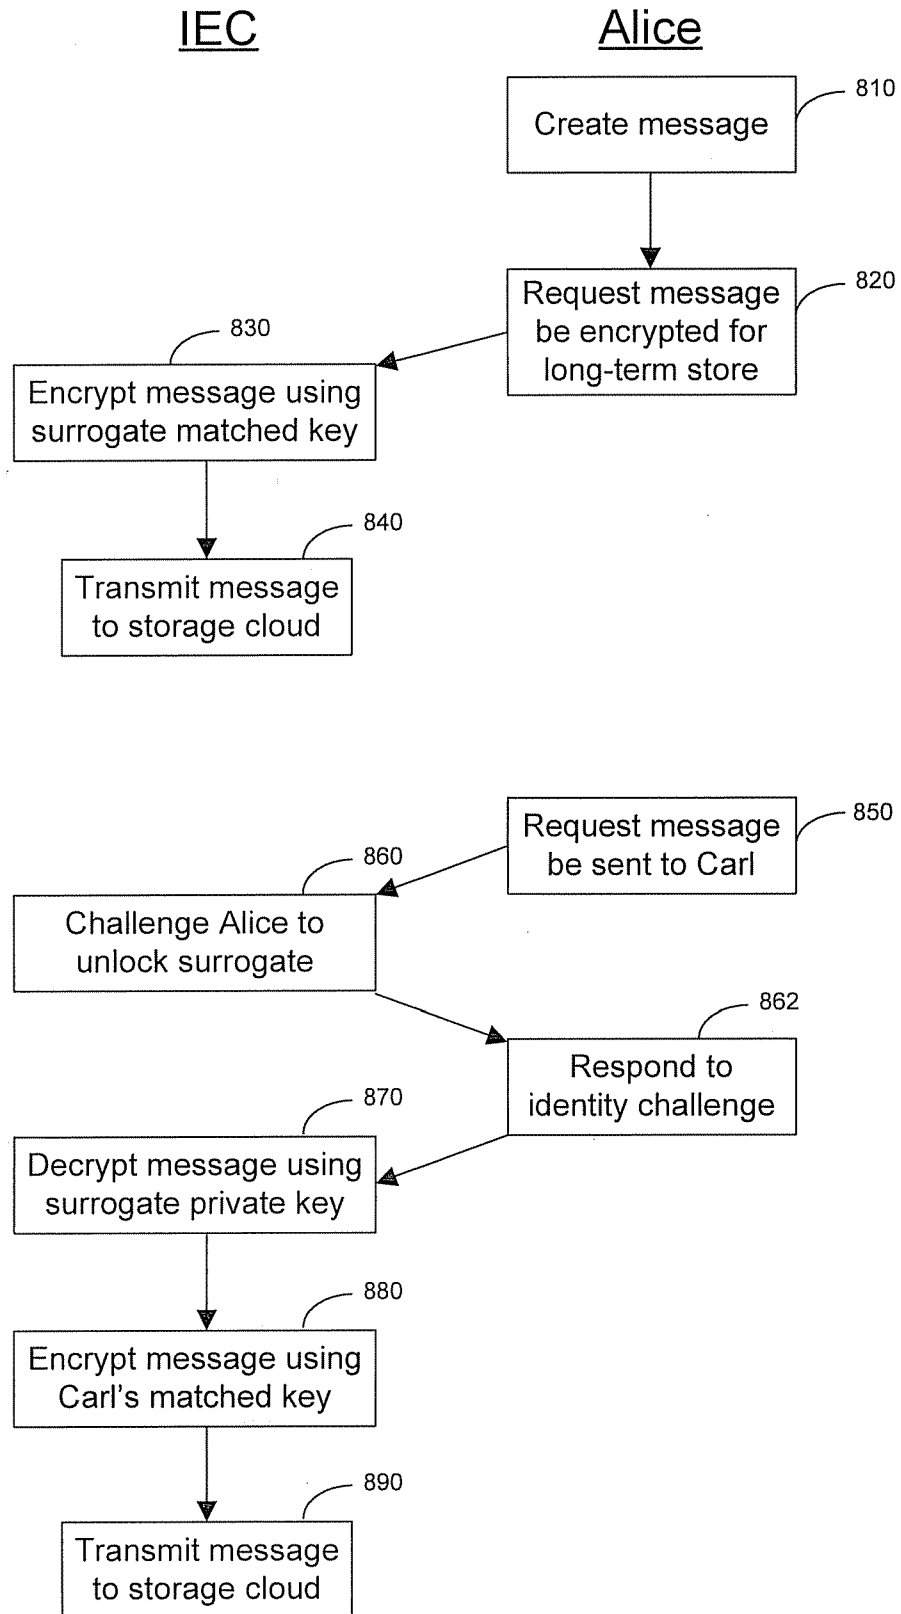 IEC
Alice
Create message
810
Request message
be encrypted for
long-term store
820
830
Encrypt message using
surrogate matched key
840
Transmit message
to storage cloud
Request message
be sent to Carl
850
860
Challenge Alice to
unlock surrogate
862
Respond to
identity challenge
870
Decrypt message using
surrogate private key
880
Encrypt message using
Carl's matched key
890
Transmit message
to storage cloud